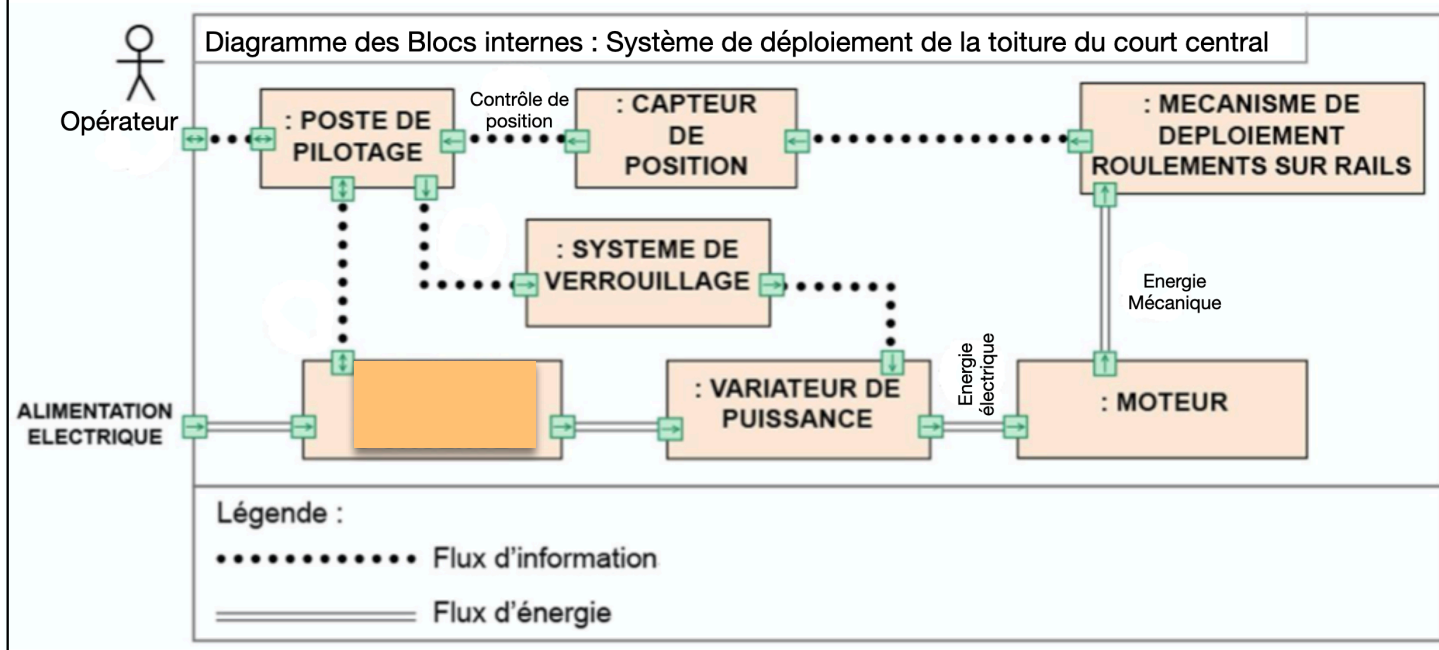 Diagramme des Blocs internes : Système de déploiement de la toiture du court central
Opérateur
: POSTE DE
PILOTAGE
Contrôle de
position
: CAPTEUR
DE
POSITION
: MECANISME DE
DEPLOIEMENT
ROULEMENTS SUR RAILS
: SYSTEME DE
VERROUILLAGE
Energie
Mécanique
ALIMENTATION
ELECTRIQUE
: VARIATEUR DE
PUISSANCE
Energie
électrique
: MOTEUR
Légende :
Flux d'information
Flux d'énergie